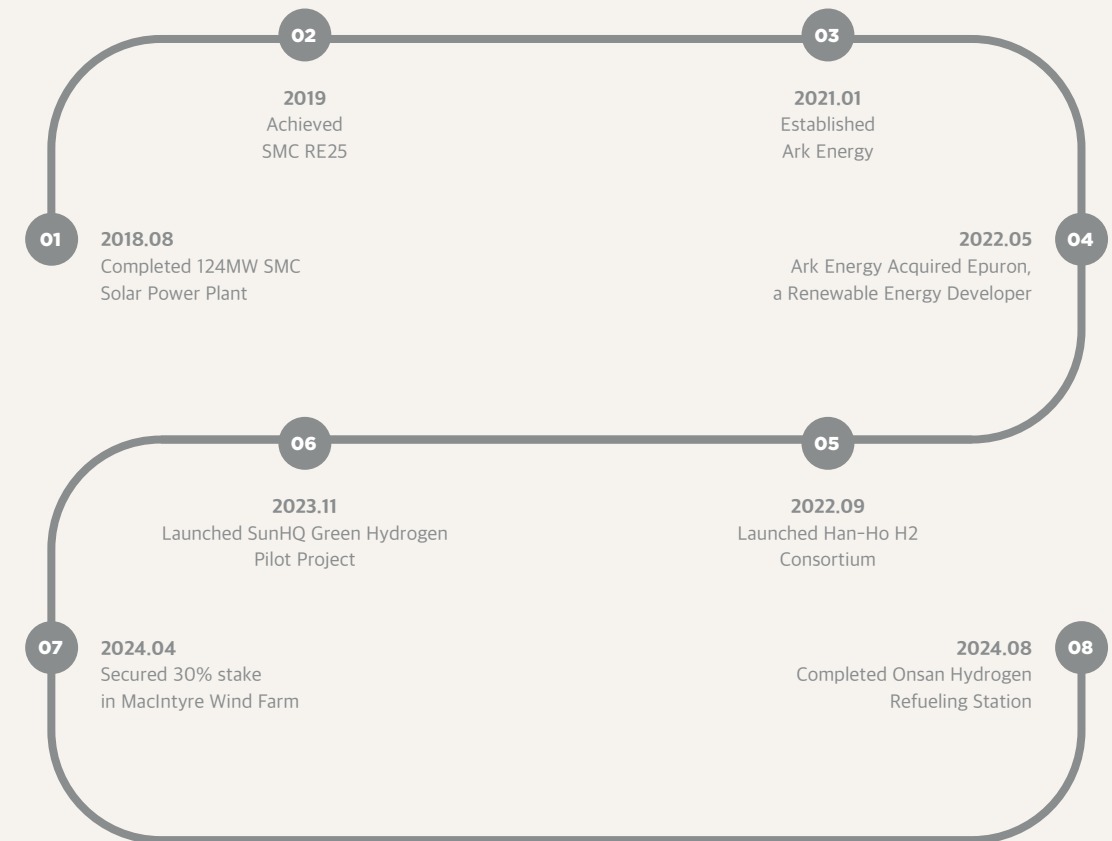 01
2018.08
Completed 124MW SMC
Solar Power Plant
02
2019
Achieved
SMC RE25
03
2021.01
Established
Ark Energy
04
2022.05
Ark Energy Acquired Epuron,
a Renewable Energy Developer
05
2022.09
Launched Han-Ho H2
Consortium
06
2023.11
Launched SunHQ Green Hydrogen
Pilot Project
07
2024.04
Secured 30% stake
in MacIntyre Wind Farm
08
2024.08
Completed Onsan Hydrogen
Refueling Station